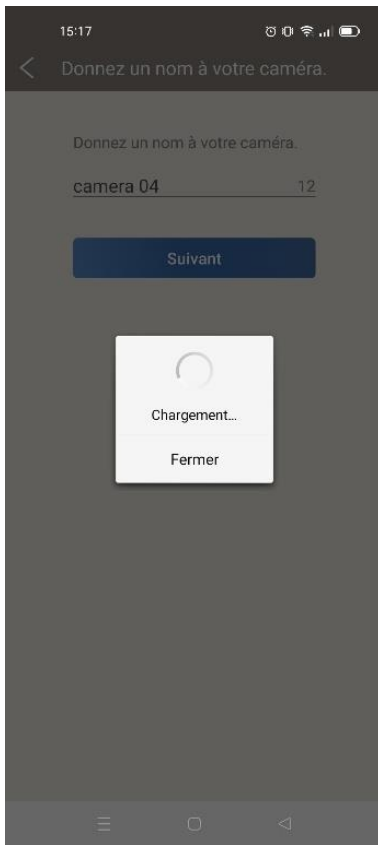 15:17
Donnez un nom à votre caméra.
Donnez un nom à votre caméra.
camera 04 12
Suivant
Chargement...
Fermer